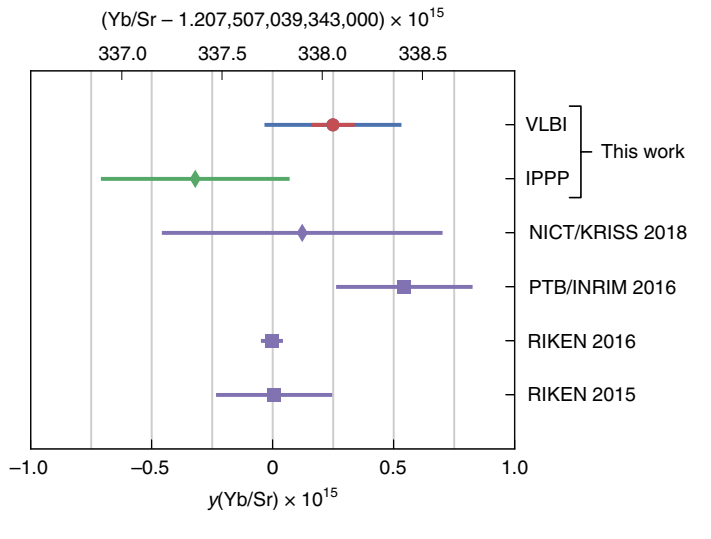 (Yb/Sr – 1.207,507,039,343,000) × 10¹⁵
337.0 337.5 338.0 338.5
VLBI
This work
IPPP
NICT/KRISS 2018
PTB/INRIM 2016
RIKEN 2016
RIKEN 2015
–1.0 –0.5 0 0.5 1.0
y(Yb/Sr) × 10¹⁵